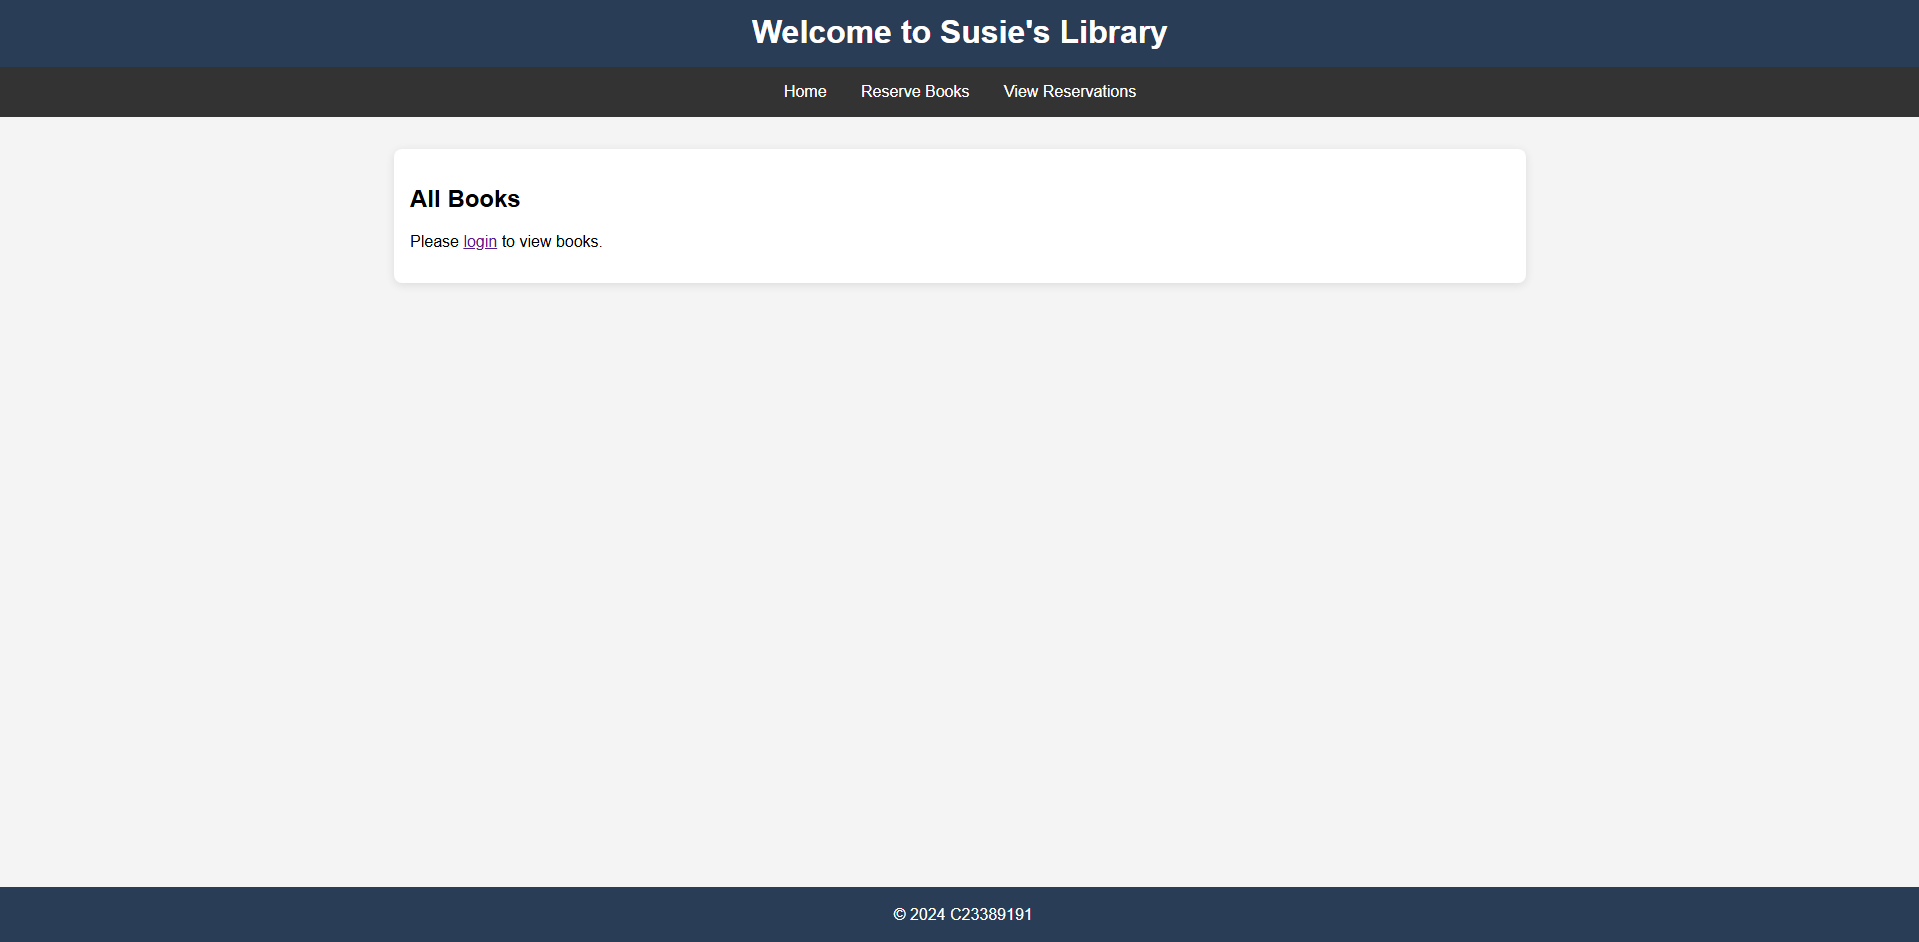 Welcome to Susie's Library
Home Reserve Books View Reservations
All Books
Please login to view books.
© 2024 C23389191